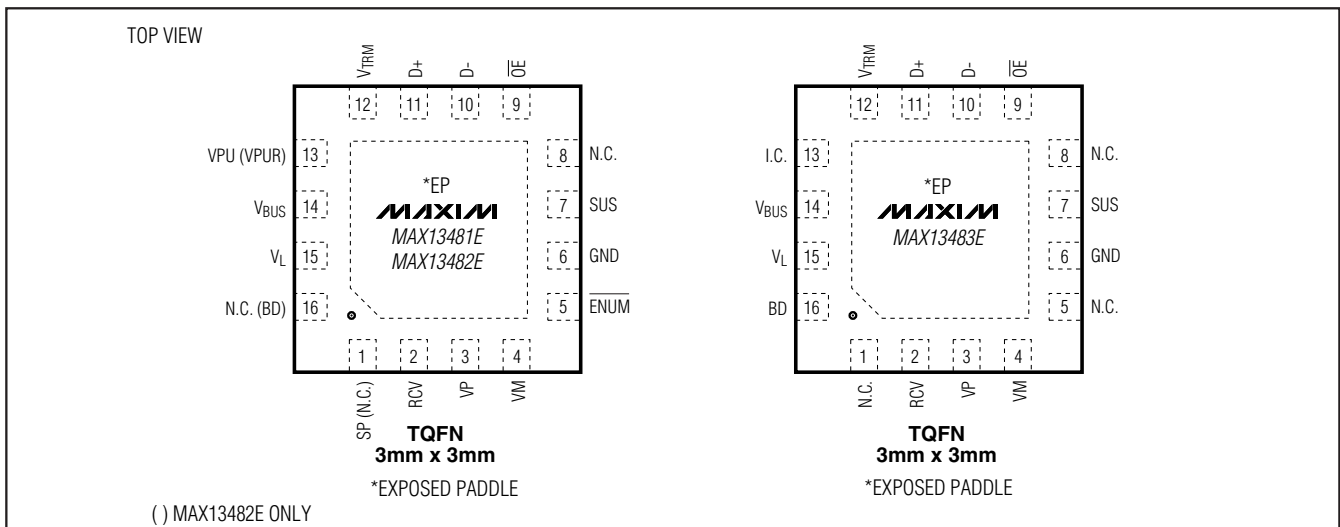 TOP VIEW
VTRM
D+
D-
O̅E̅
12
11
10
9
VPU (VPUR)
13
VBUS
14
VL
15
N.C. (BD)
16
8
N.C.
7
SUS
6
GND
5
E̅N̅U̅M̅
*EP
MAXIM
MAX13481E
MAX13482E
1
2
3
4
SP (N.C.)
RCV
VP
VM
TQFN
3mm x 3mm
*EXPOSED PADDLE
( ) MAX13482E ONLY
VTRM
D+
D-
O̅E̅
12
11
10
9
I.C.
13
VBUS
14
VL
15
BD
16
8
N.C.
7
SUS
6
GND
5
N.C.
*EP
MAXIM
MAX13483E
1
2
3
4
N.C.
RCV
VP
VM
TQFN
3mm x 3mm
*EXPOSED PADDLE